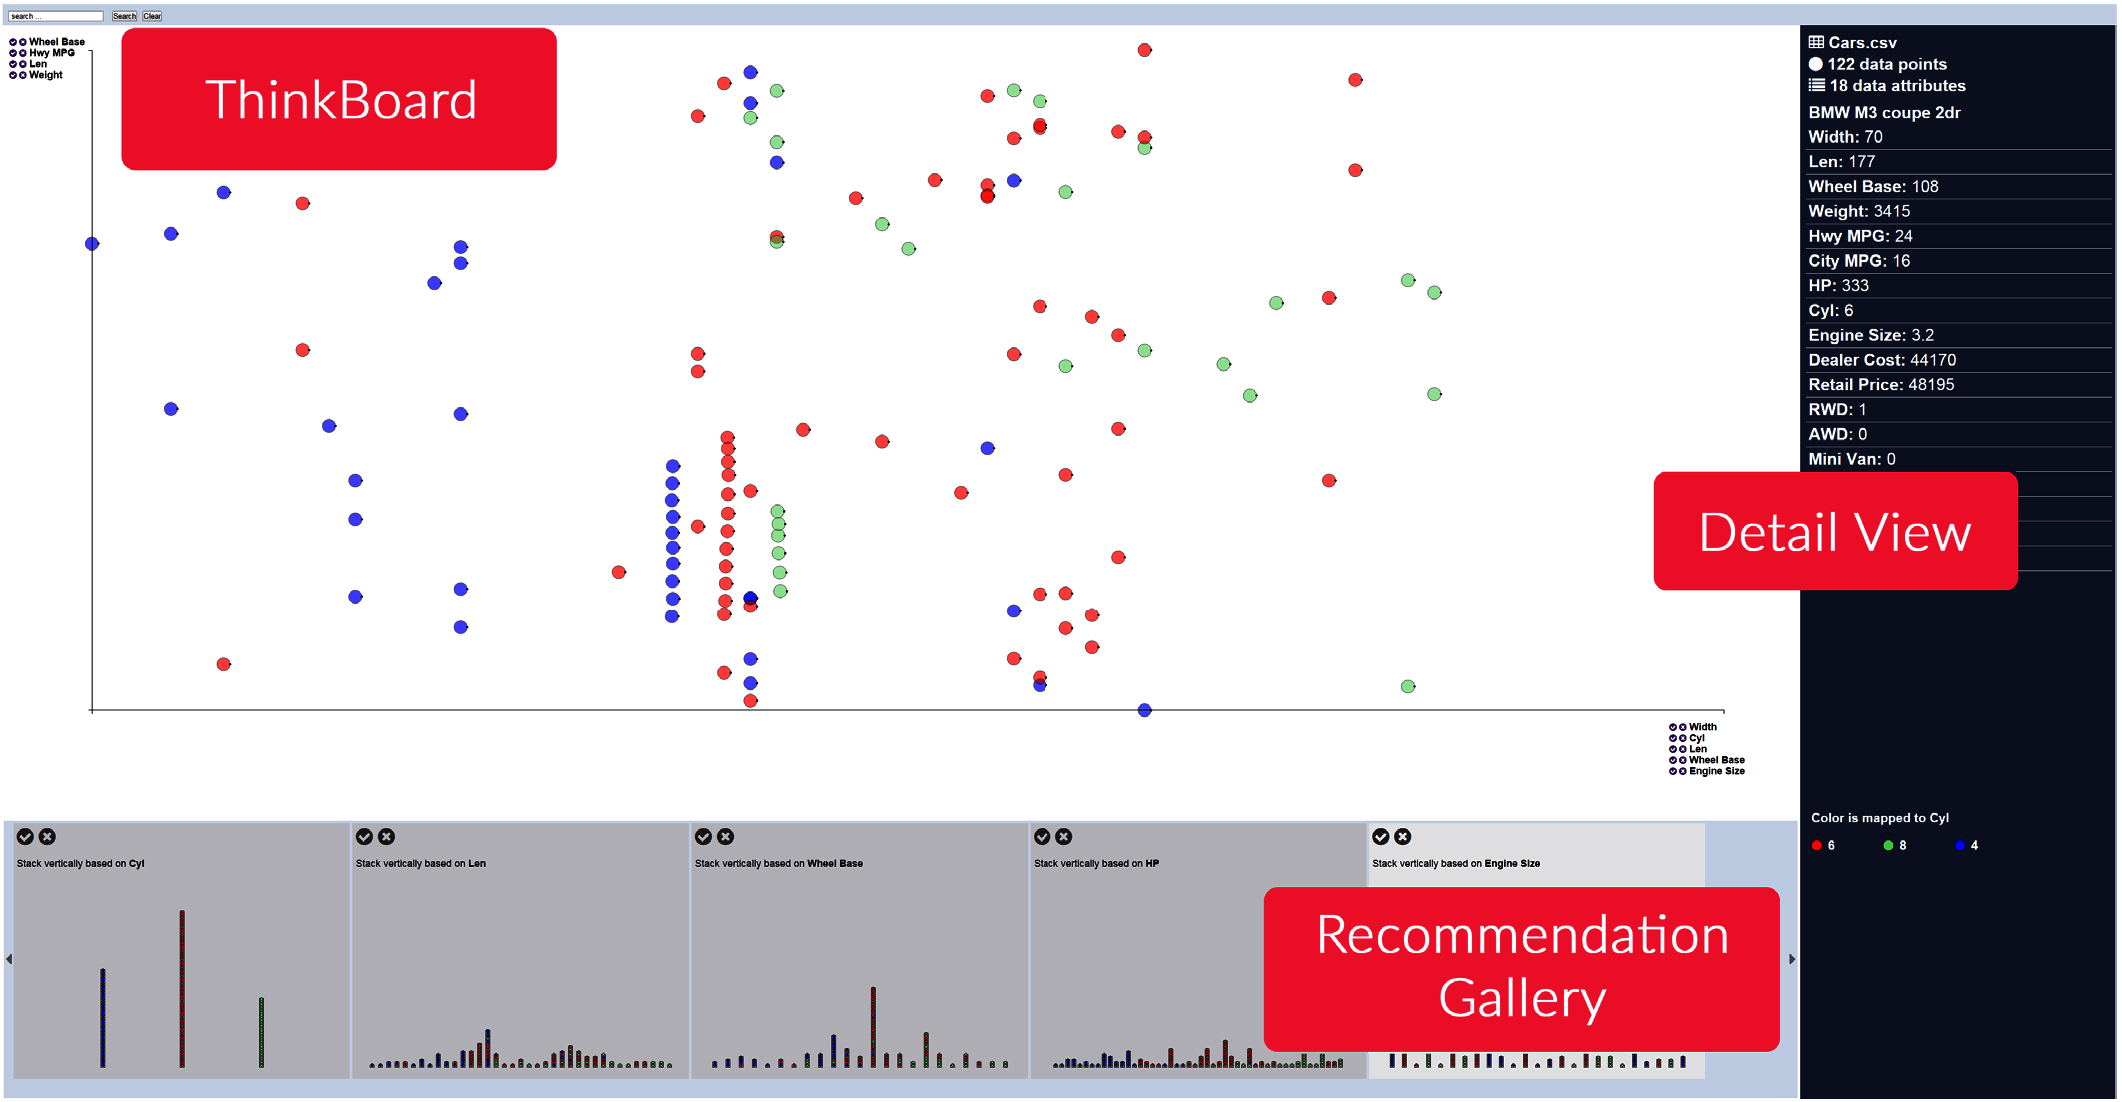 search ...
Search
Clear
Wheel Base
Hwy MPG
Len
Weight
ThinkBoard
Cars.csv
122 data points
18 data attributes
BMW M3 coupe 2dr
Width: 70
Len: 177
Wheel Base: 108
Weight: 3415
Hwy MPG: 24
City MPG: 16
HP: 333
Cyl: 6
Engine Size: 3.2
Dealer Cost: 44170
Retail Price: 48195
RWD: 1
AWD: 0
Mini Van: 0
Detail View
Width
Cyl
Len
Wheel Base
Engine Size
Color is mapped to Cyl
6
8
4
Stack vertically based on Cyl
Stack vertically based on Len
Stack vertically based on Wheel Base
Stack vertically based on HP
Stack vertically based on Engine Size
Recommendation
Gallery